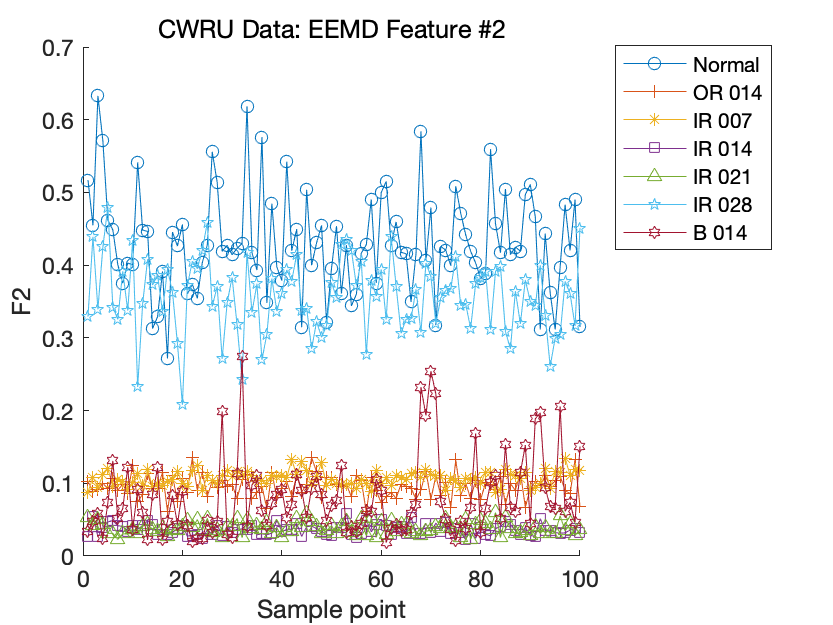 CWRU Data: EEMD Feature #2
0.7
0.6
0.5
0.4
0.3
0.2
0.1
0
F2
0 20 40 60 80 100
Sample point
Normal
OR 014
IR 007
IR 014
IR 021
IR 028
B 014